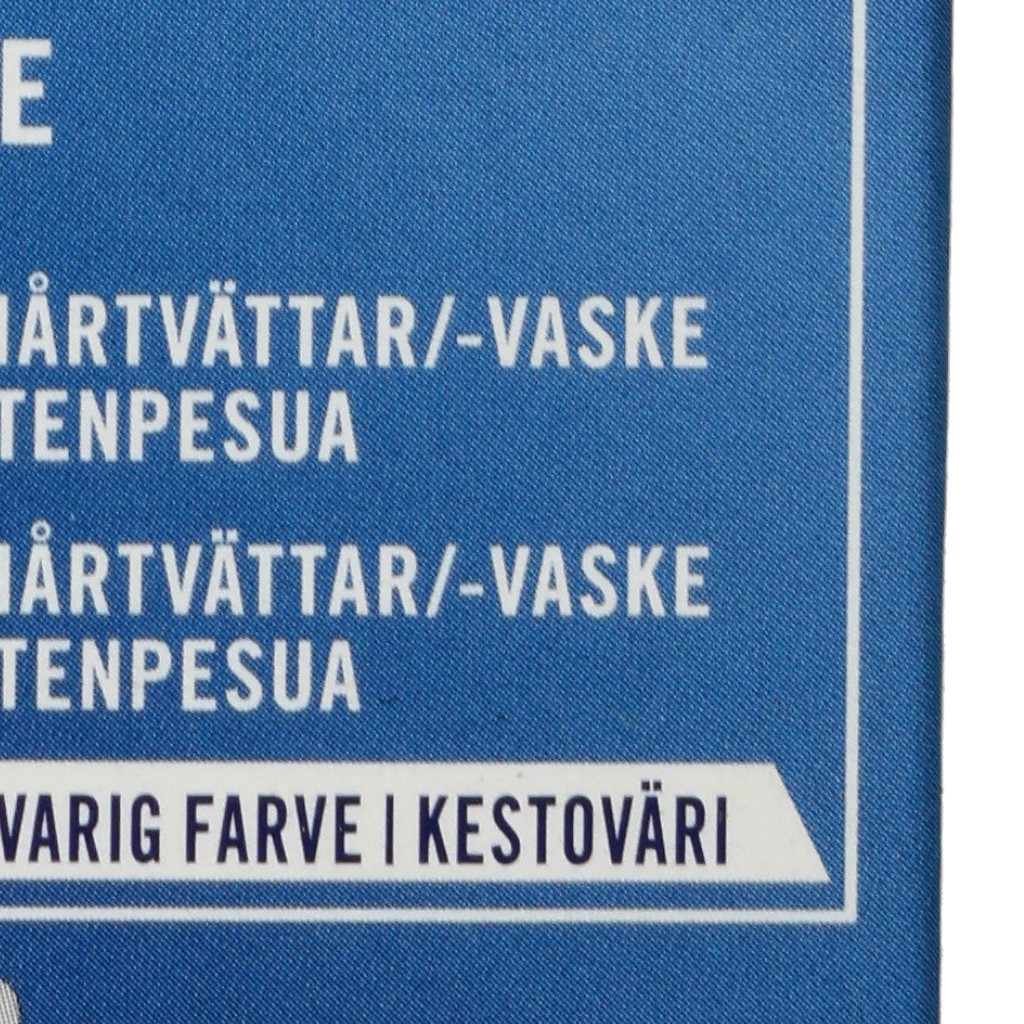 E
HÅRTVÄTTAR/-VASKE
TENPESUA
HÅRTVÄTTAR/-VASKE
TENPESUA
VARIG FARVE | KESTOVÄRI